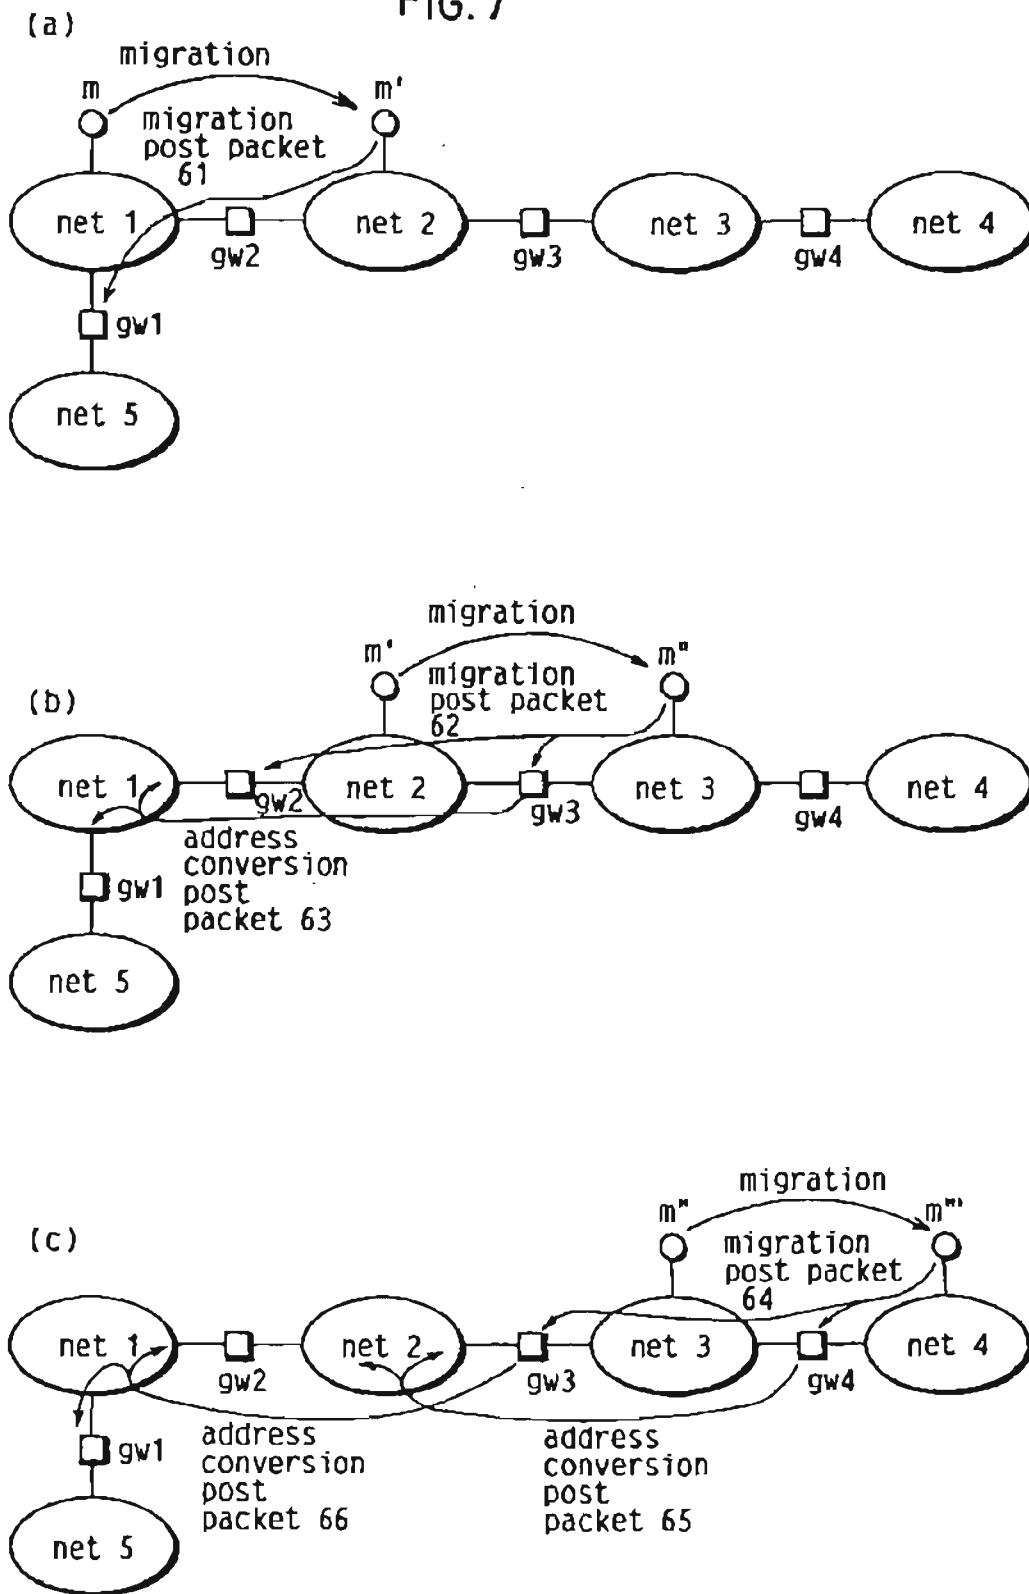 FIG. 7
(a)
migration
m
m'
migration
post packet
61
net 1
net 2
net 3
net 4
gw2
gw3
gw4
gw1
net 5
migration
m'
m"
migration
post packet
62
(b)
net 1
net 2
net 3
net 4
gw2
gw3
gw4
address
conversion
post
packet 63
gw1
net 5
migration
m"
m"'
(c)
migration
post packet
64
net 1
net 2
net 3
net 4
gw2
gw3
gw4
address
conversion
post
packet 66
address
conversion
post
packet 65
gw1
net 5